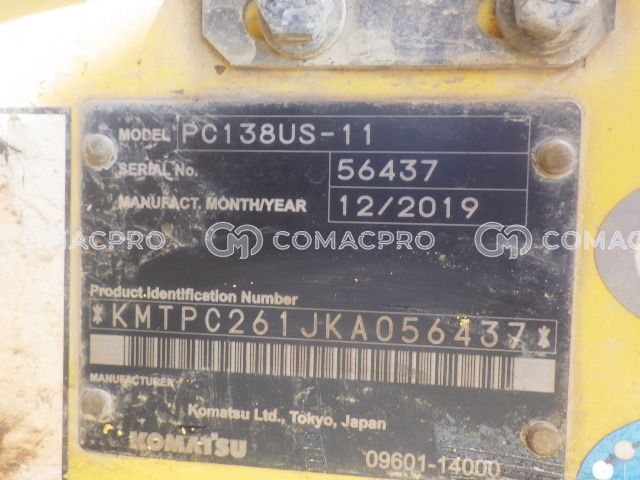 MODEL PC138US-11
SERIAL No. 56437
MANUFACT. MONTH/YEAR 12/2019
COMACPRO COMACPRO
Product Identification Number
*KMTPC261JKA056437*
MANUFACTURER
Komatsu Ltd., Tokyo, Japan
KOMATSU
09601-14000